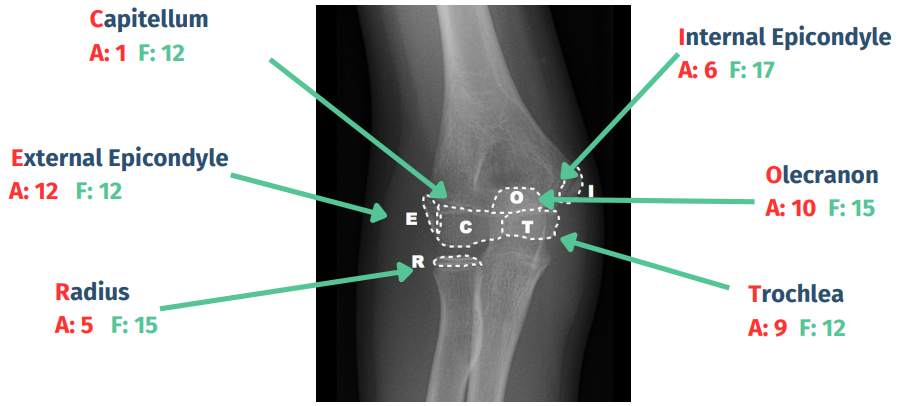 Capitellum
A: 1 F: 12
Internal Epicondyle
A: 6 F: 17
External Epicondyle
A: 12 F: 12
Olecranon
A: 10 F: 15
Radius
A: 5 F: 15
Trochlea
A: 9 F: 12
I
O
E
C
T
R